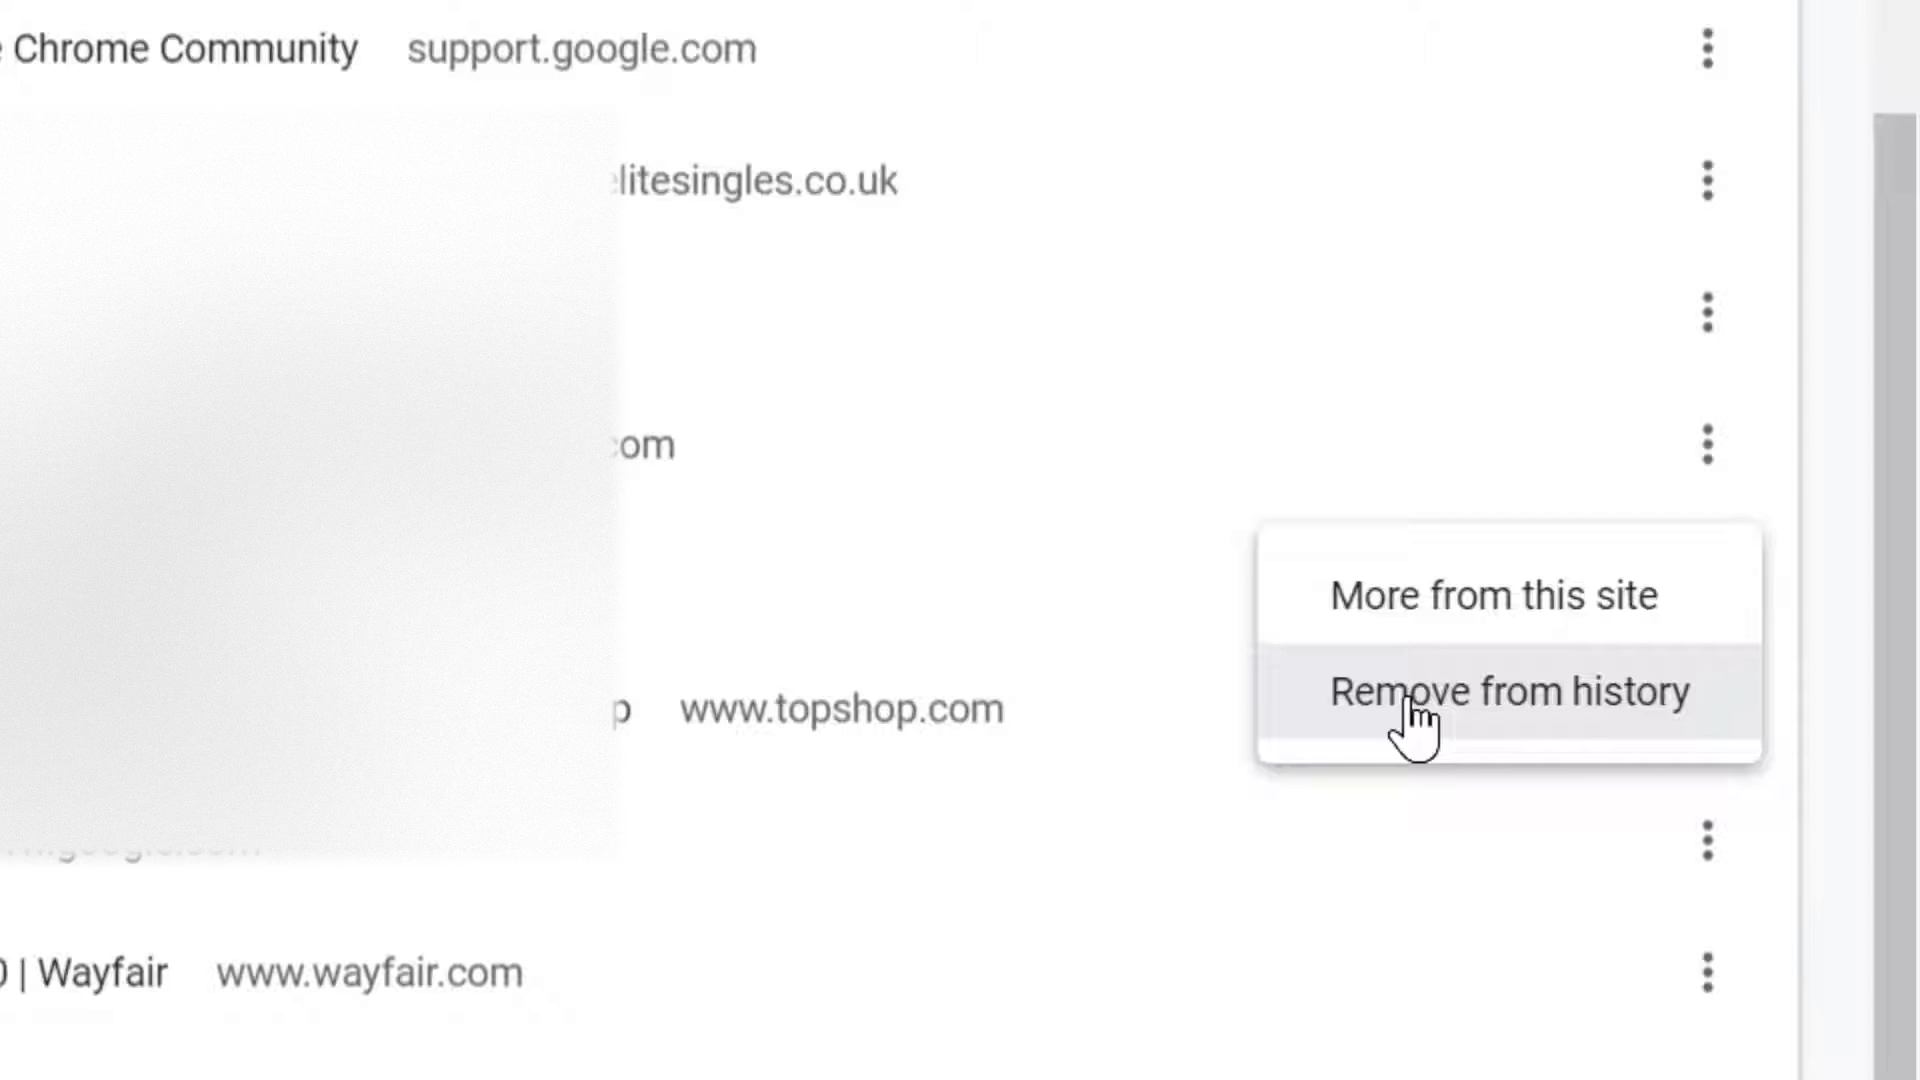 Chrome Community support.google.com
litesingles.co.uk
com
More from this site
Remove from history
p www.topshop.com
| Wayfair www.wayfair.com